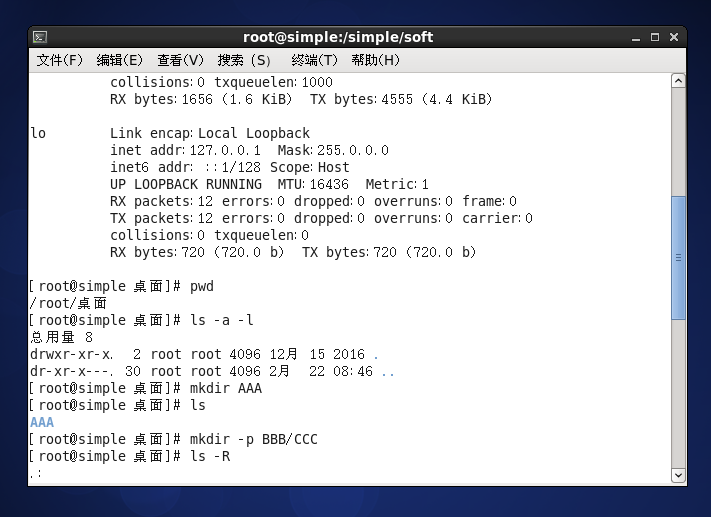 root@simple:/simple/soft
文件(F) 编辑(E) 查看(V) 搜索 (S) 终端(T) 帮助(H)
collisions:0 txqueuelen:1000
RX bytes:1656 (1.6 KiB)  TX bytes:4555 (4.4 KiB)
lo        Link encap:Local Loopback
inet addr:127.0.0.1  Mask:255.0.0.0
inet6 addr: ::1/128 Scope:Host
UP LOOPBACK RUNNING  MTU:16436  Metric:1
RX packets:12 errors:0 dropped:0 overruns:0 frame:0
TX packets:12 errors:0 dropped:0 overruns:0 carrier:0
collisions:0 txqueuelen:0
RX bytes:720 (720.0 b)  TX bytes:720 (720.0 b)
[root@simple 桌面]# pwd
/root/桌面
[root@simple 桌面]# ls -a -l
总用量 8
drwxr-xr-x.  2 root root 4096 12月 15 2016 .
dr-xr-x---. 30 root root 4096 2月  22 08:46 ..
[root@simple 桌面]# mkdir AAA
[root@simple 桌面]# ls
AAA
[root@simple 桌面]# mkdir -p BBB/CCC
[root@simple 桌面]# ls -R
.: